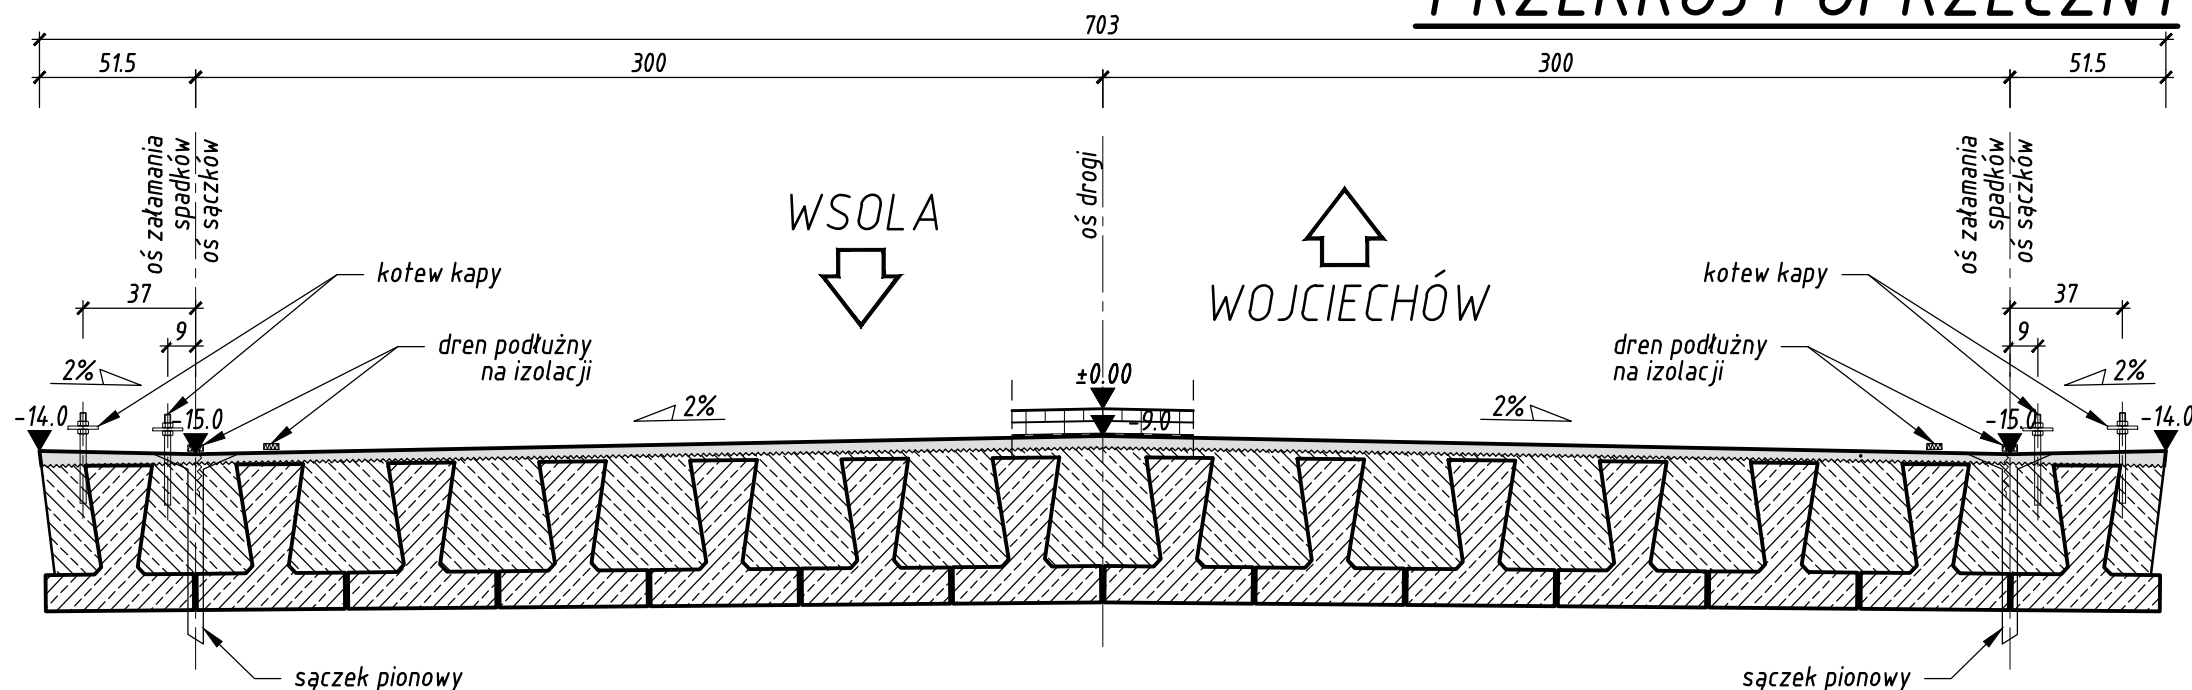 PRZEKRÓJ POPRZECZNY
703
51.5 300 300 51.5
oś załamania
spadków
oś sączków
oś drogi
oś załamania
spadków
oś sączków
WSOLA
WOJCIECHÓW
kotew kapy
kotew kapy
37
37
9
9
dren podłużny
na izolacji
dren podłużny
na izolacji
2%
2%
±0.00
2%
2%
-14.0
-15.0
-9.0
-15.0
-14.0
sączek pionowy
sączek pionowy